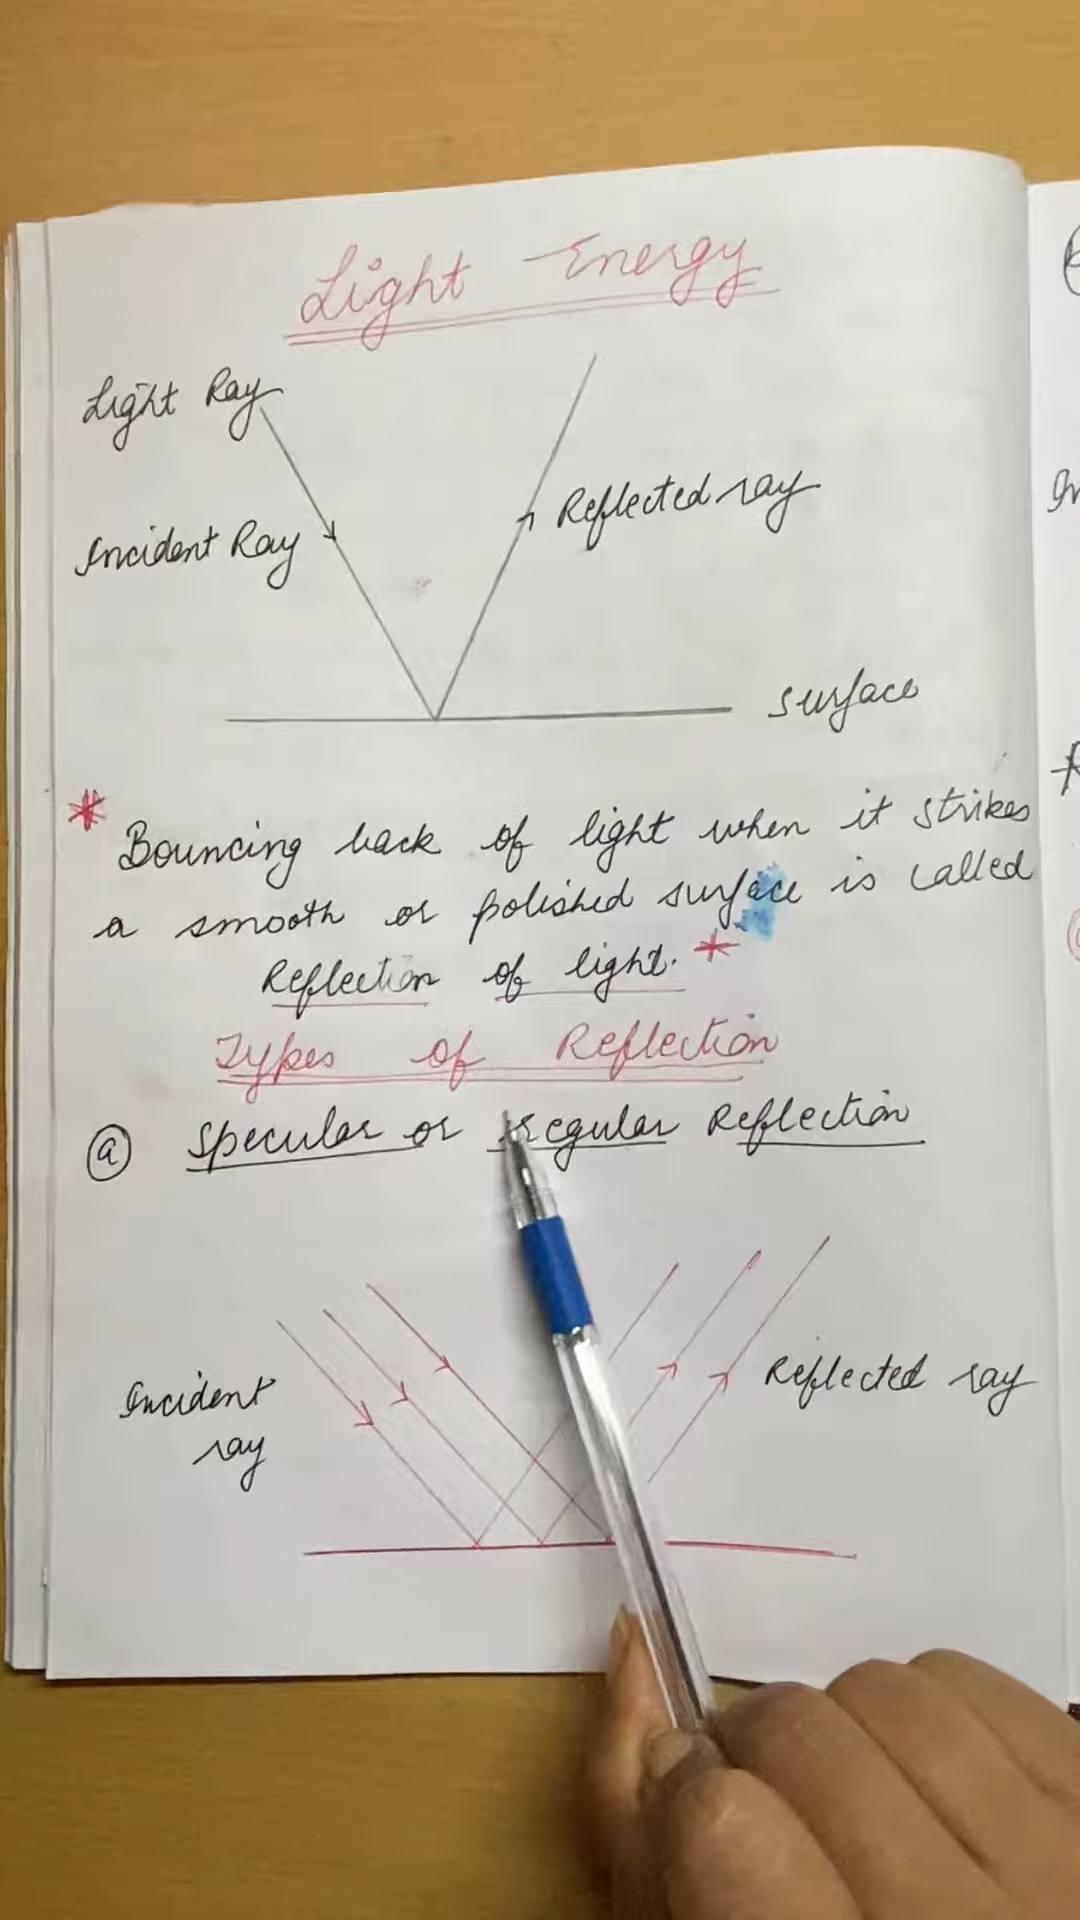 Light Energy
Light Ray
Incident Ray
Reflected ray
surface
* Bouncing back of light when it strikes
a smooth or polished surface is called
Reflection of light. *
Types of Reflection
(a) Specular or regular Reflection
Incident
ray
Reflected ray